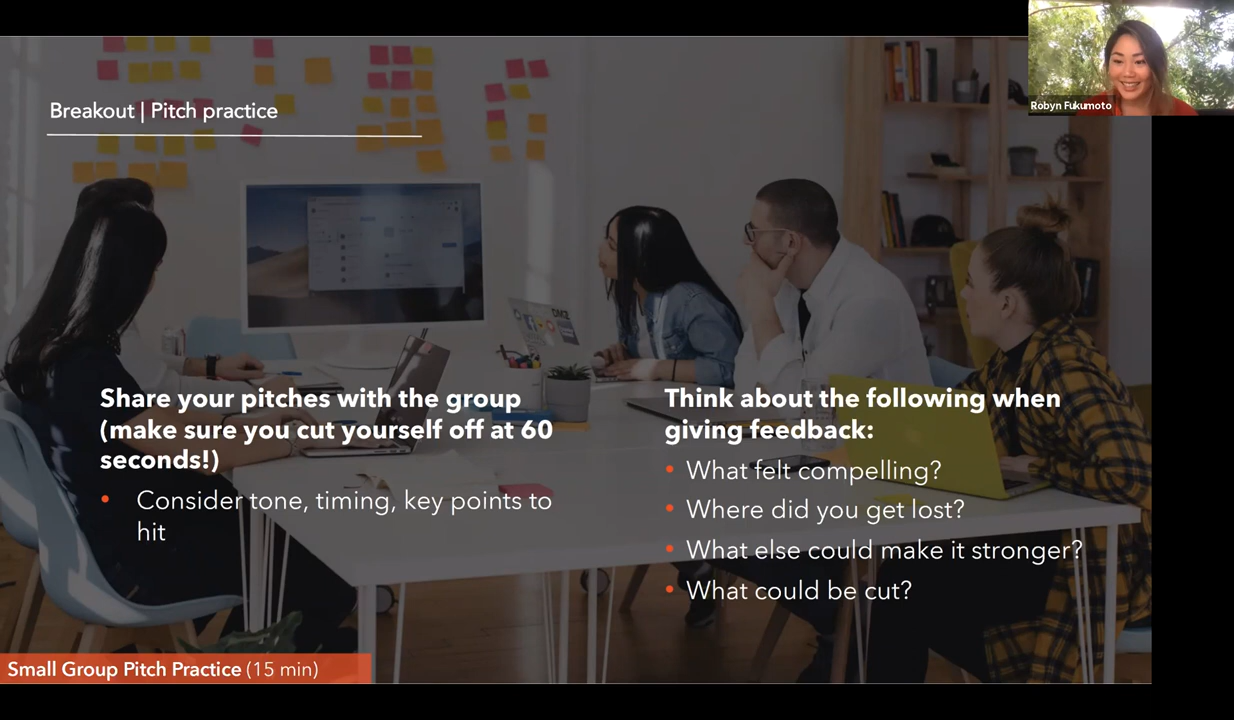 Breakout | Pitch practice
Robyn Fukumoto
Share your pitches with the group
(make sure you cut yourself off at 60
seconds!)
• Consider tone, timing, key points to
hit
Think about the following when
giving feedback:
• What felt compelling?
• Where did you get lost?
• What else could make it stronger?
• What could be cut?
Small Group Pitch Practice (15 min)